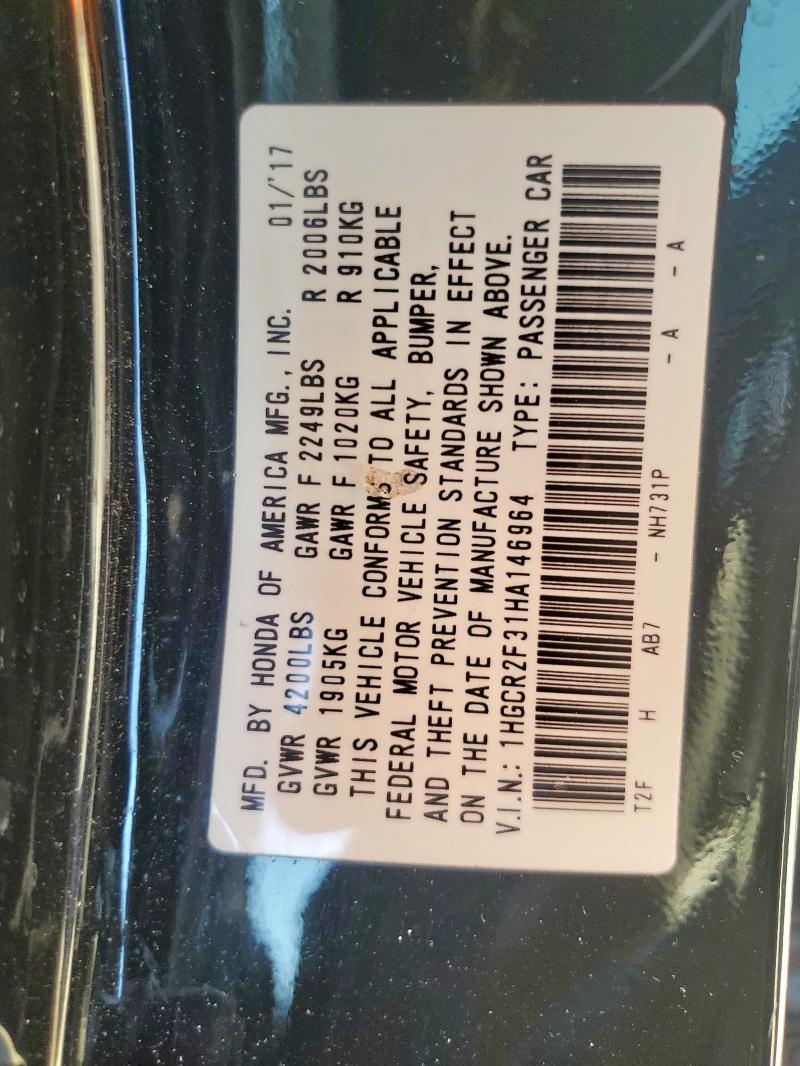 MFD. BY HONDA OF AMERICA MFG., INC. 01/'17
GVWR 4200LBS GAWR F 2249LBS R 2006LBS
GVWR 1905KG GAWR F 1020KG R 910KG
THIS VEHICLE CONFORMS TO ALL APPLICABLE
FEDERAL MOTOR VEHICLE SAFETY, BUMPER,
AND THEFT PREVENTION STANDARDS IN EFFECT
ON THE DATE OF MANUFACTURE SHOWN ABOVE.
V.I.N.: 1HGCR2F31HA146964 TYPE: PASSENGER CAR
T2F H AB7 - NH731P - A - A